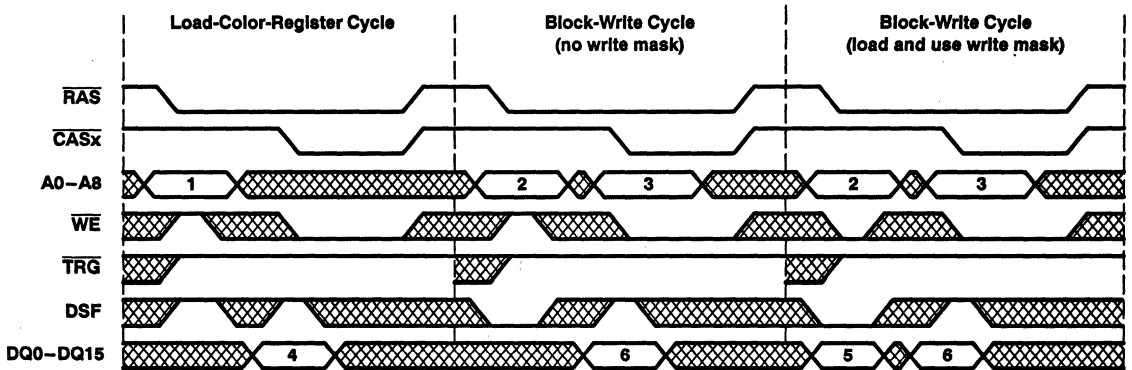 Load-Color-Register Cycle
Block-Write Cycle
(no write mask)
Block-Write Cycle
(load and use write mask)
RAS
CASx
A0–A8
1
2
3
2
3
WE
TRG
DSF
DQ0–DQ15
4
6
5
6